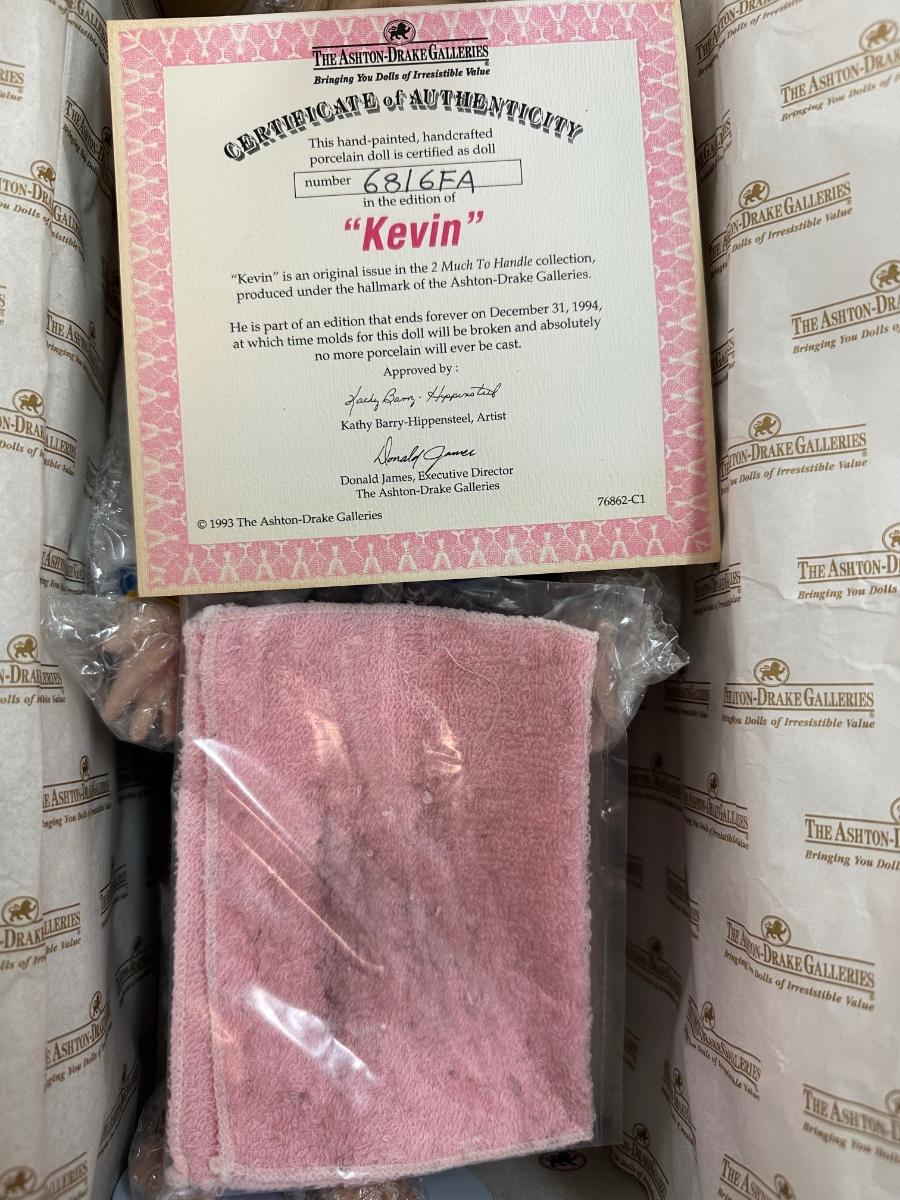 THE ASHTON-DRAKE GALLERIES
Bringing You Dolls of Irresistible Value
CERTIFICATE of AUTHENTICITY
This hand-painted, handcrafted
porcelain doll is certified as doll
number 6816FA
in the edition of
“Kevin”
“Kevin” is an original issue in the 2 Much To Handle collection,
produced under the hallmark of the Ashton-Drake Galleries.
He is part of an edition that ends forever on December 31, 1994,
at which time molds for this doll will be broken and absolutely
no more porcelain will ever be cast.
Approved by :
Kathy Barry-Hippensteel
Kathy Barry-Hippensteel, Artist
Donald James
Donald James, Executive Director
The Ashton-Drake Galleries
76862-C1
© 1993 The Ashton-Drake Galleries
THE ASHTON-DRAKE GALLERIES
Bringing You Dolls of Irresistible Value